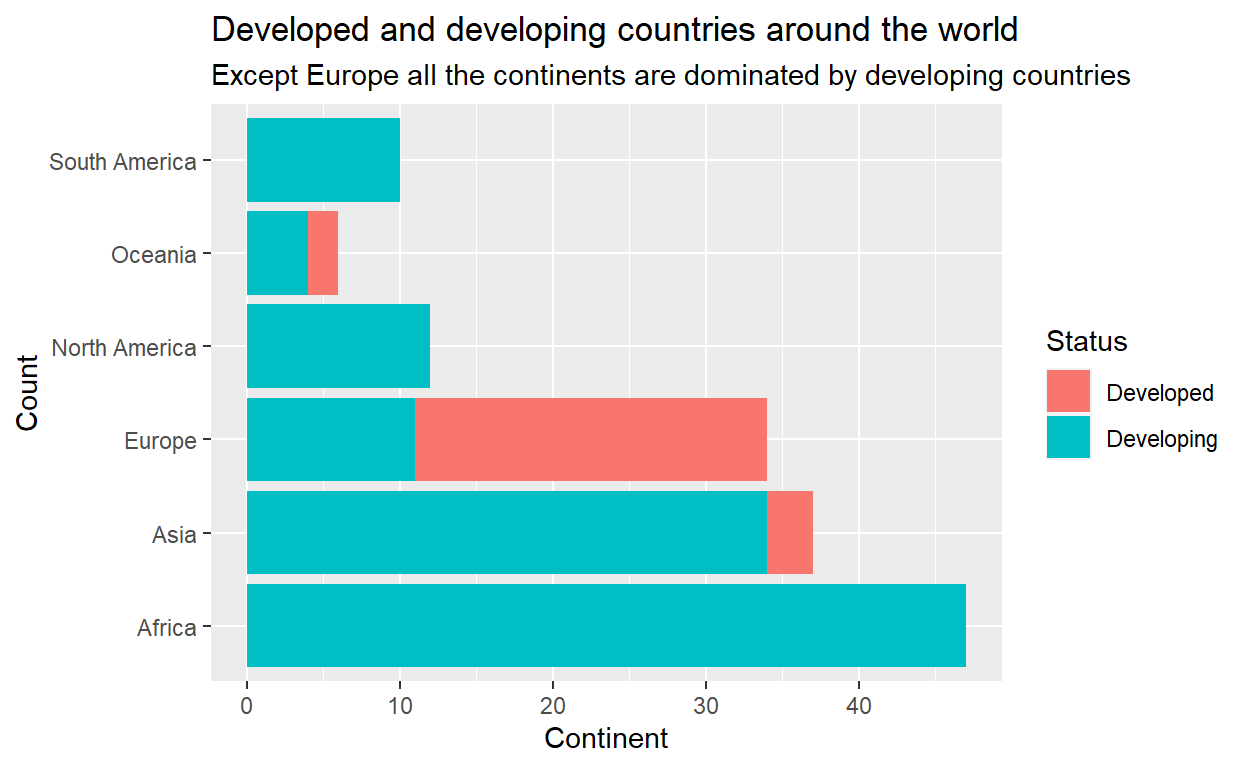 Developed and developing countries around the world
Except Europe all the continents are dominated by developing countries
South America
Oceania
North America
Europe
Asia
Africa
Count
0 10 20 30 40
Continent
Status
Developed
Developing